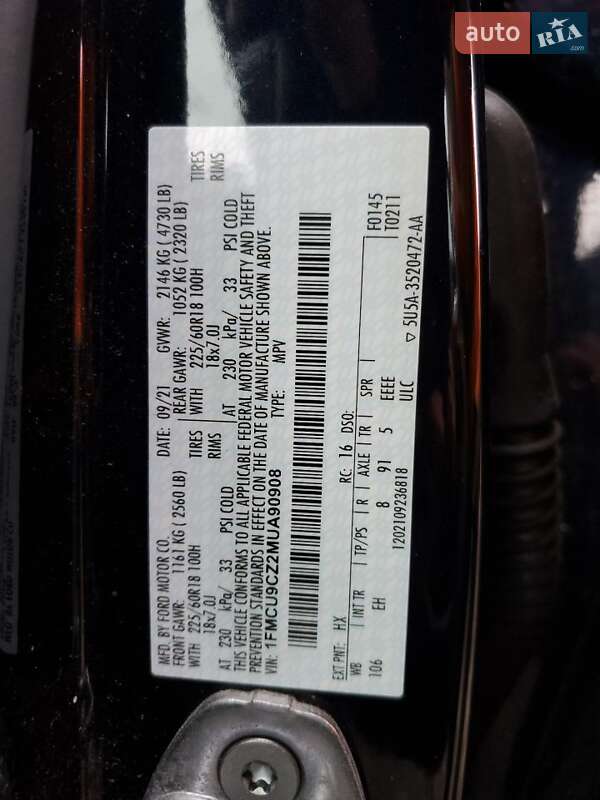 auto RIA.com
MFD. BY FORD MOTOR CO.
DATE: 09/21 GVWR: 2146 KG ( 4730 LB)
FRONT GAWR: 1161 KG ( 2560 LB) REAR GAWR: 1052 KG ( 2320 LB)
WITH 225/60R18 100H TIRES WITH 225/60R18 100H TIRES
18x7.0J RIMS 18x7.0J RIMS
AT 230 kPa/ 33 PSI COLD AT 230 kPa/ 33 PSI COLD
THIS VEHICLE CONFORMS TO ALL APPLICABLE FEDERAL MOTOR VEHICLE SAFETY AND THEFT
PREVENTION STANDARDS IN EFFECT ON THE DATE OF MANUFACTURE SHOWN ABOVE.
VIN: 1FMCU9CZ2MUA90908 TYPE: MPV
F0145
T0211
EXT PNT: HX RC: 16 DSO:
WB INT TR TP/PS R AXLE TR SPR
106 EH 8 91 5 EEEE
ULC
1202109236818
▽ 5U5A-3520472-AA